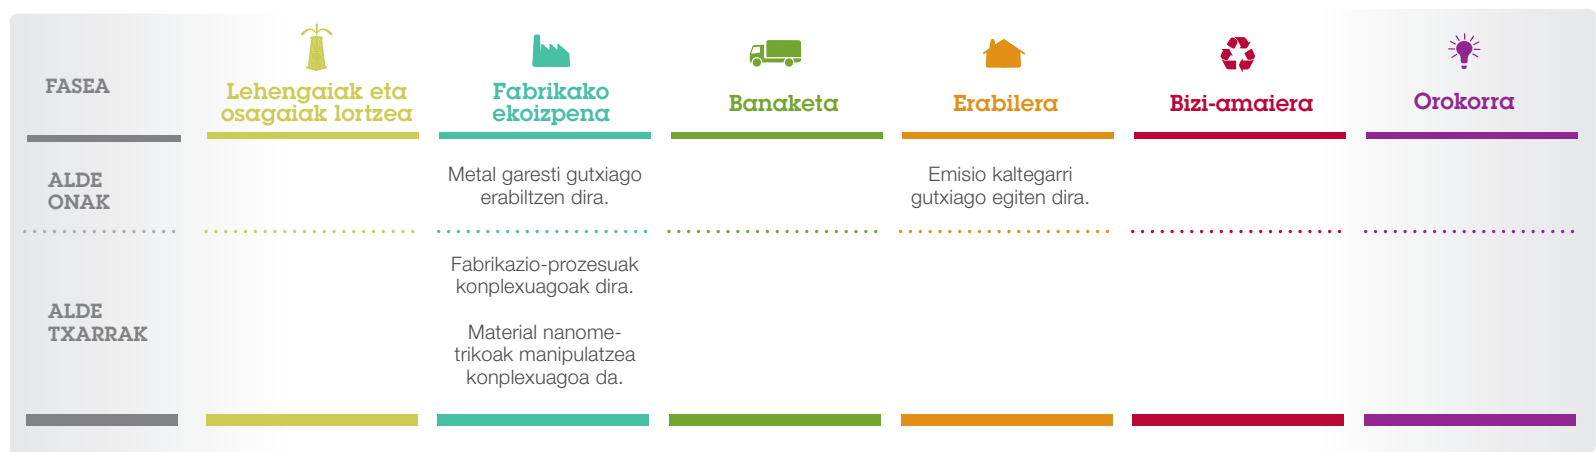 FASEA
Lehengaiak eta
osagaiak lortzea
Fabrikako
ekoizpena
Banaketa
Erabilera
Bizi-amaiera
Orokorra
ALDE
ONAK
Metal garesti gutxiago
erabiltzen dira.
Emisio kaltegarri
gutxiago egiten dira.
ALDE
TXARRAK
Fabrikazio-prozesuak
konplexuagoak dira.
Material nanome-
trikoak manipulatzea
konplexuagoa da.